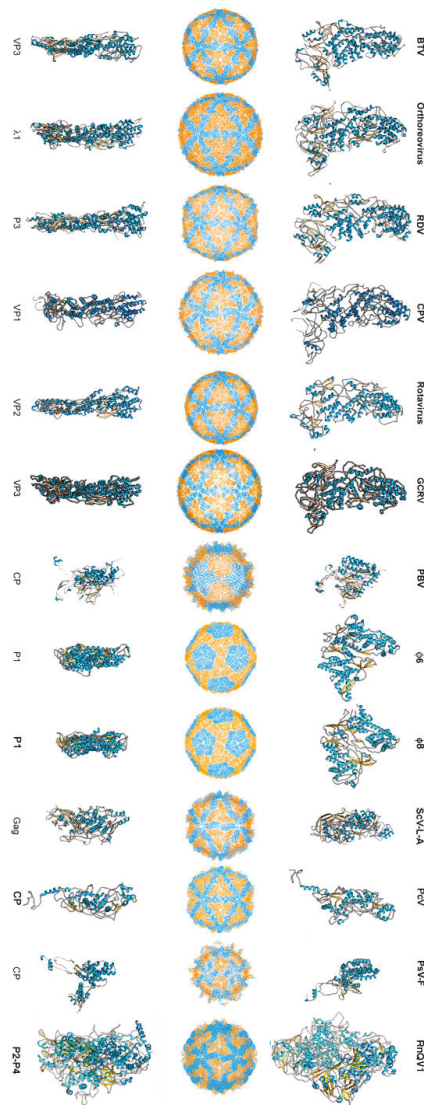 BTV
Orthoreovirus
RDV
CPV
Rotavirus
GCRV
PBV
ϕ6
ϕ8
ScV-L-A
PcV
PsV-F
RnQV1
VP3
λ1
P3
VP1
VP2
VP3
CP
P1
P1
Gag
CP
CP
P2-P4